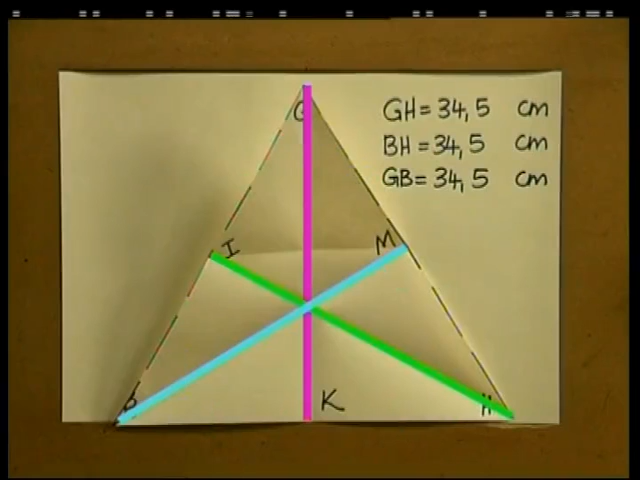 G
GH = 34,5 cm
BH = 34,5 cm
GB = 34,5 cm
I
M
B
K
H